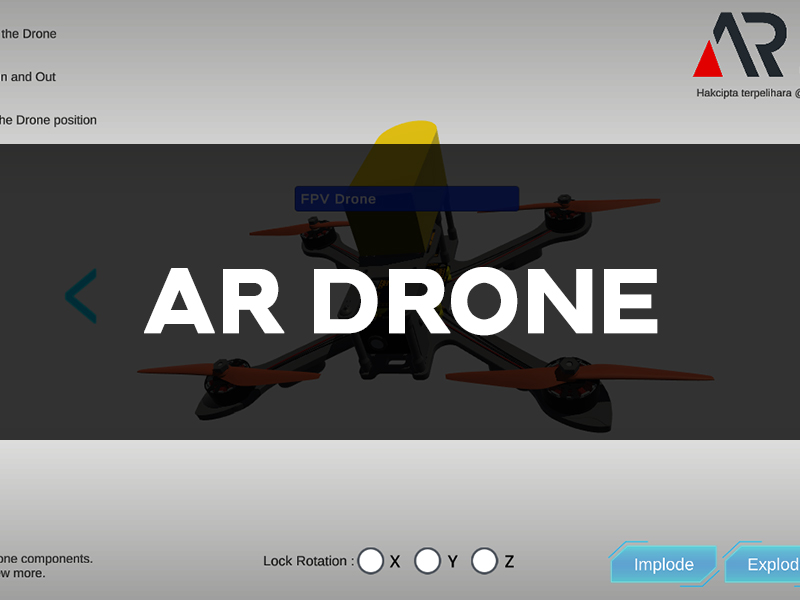 the Drone
n and Out
he Drone position
AR
Hakcipta terpelihara @
FPV Drone
AR DRONE
one components.
ow more.
Lock Rotation : X Y Z
Implode
Explod